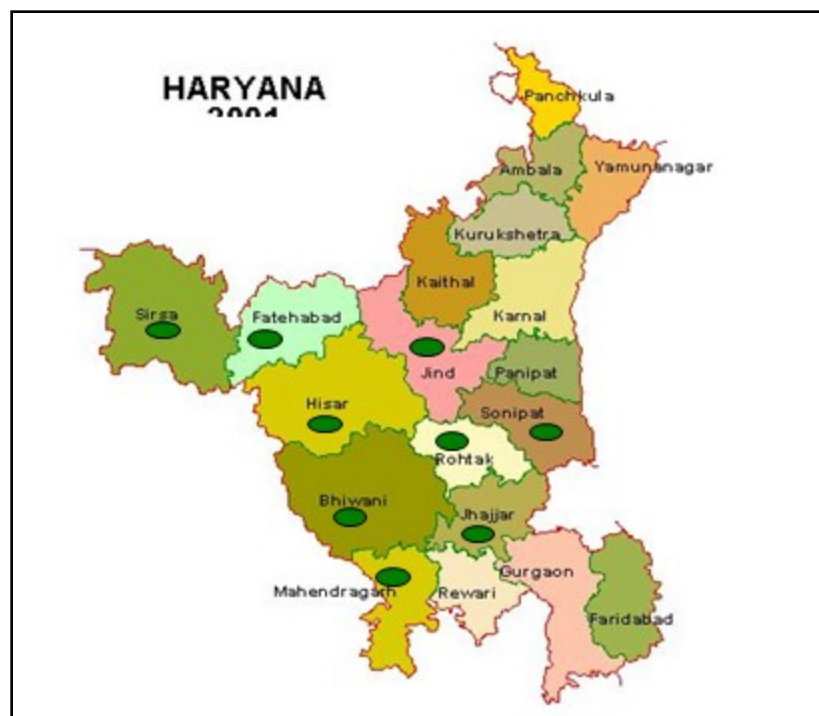 HARYANA
2001
Panchkula
Ambala
Yamunanagar
Kurukshetra
Kaithal
Karnal
Sirsa
Fatehabad
Jind
Panipat
Hisar
Sonipat
Rohtak
Bhiwani
Jhajjar
Mahendragarh
Rewari
Gurgaon
Faridabad